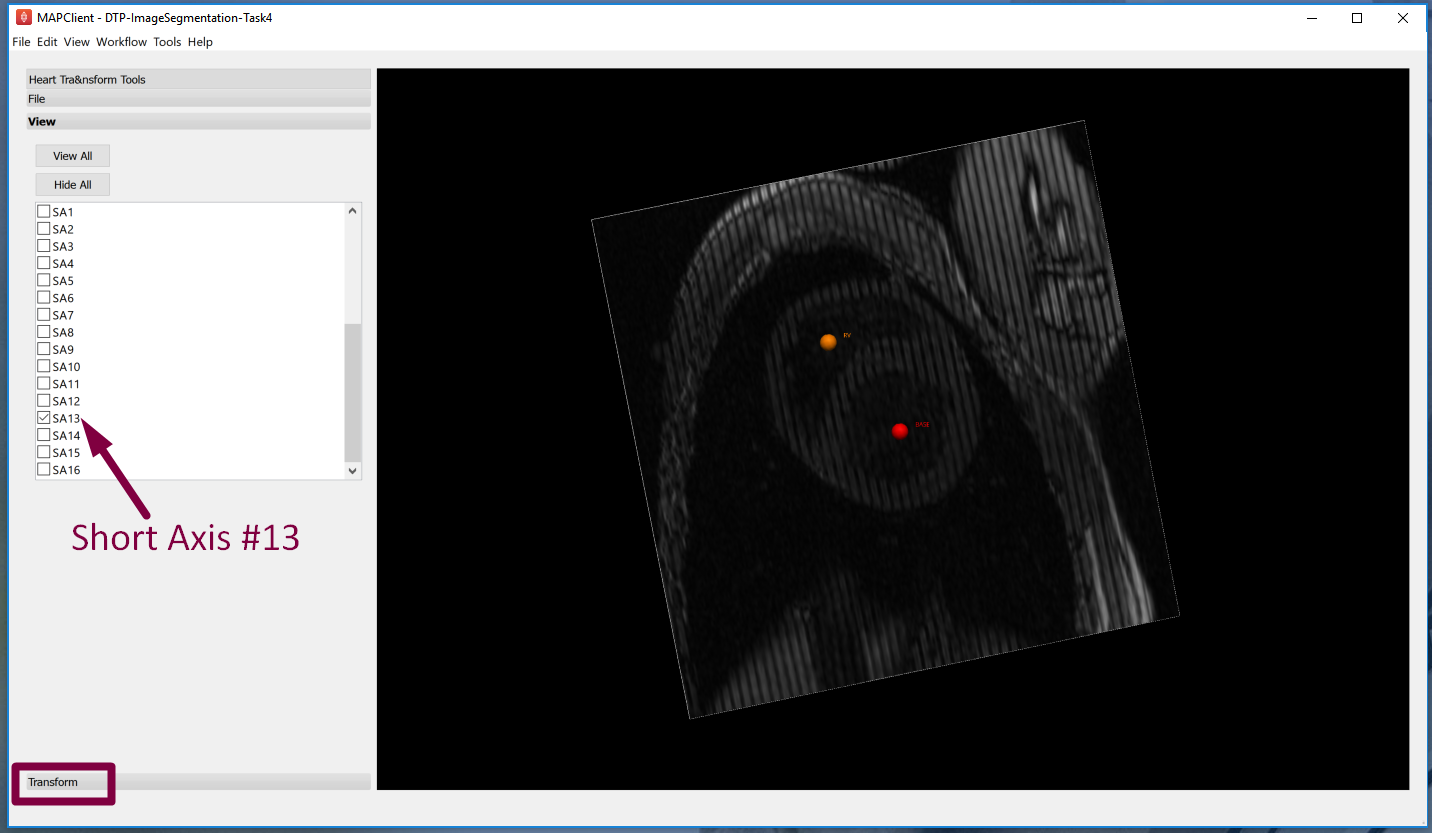 MAPClient - DTP-ImageSegmentation-Task4
File Edit View Workflow Tools Help
Heart Tra&nsform Tools
File
View
View All
Hide All
SA1
SA2
SA3
SA4
SA5
SA6
SA7
SA8
SA9
SA10
SA11
SA12
SA13
SA14
SA15
SA16
Short Axis #13
Transform
RV
BASE